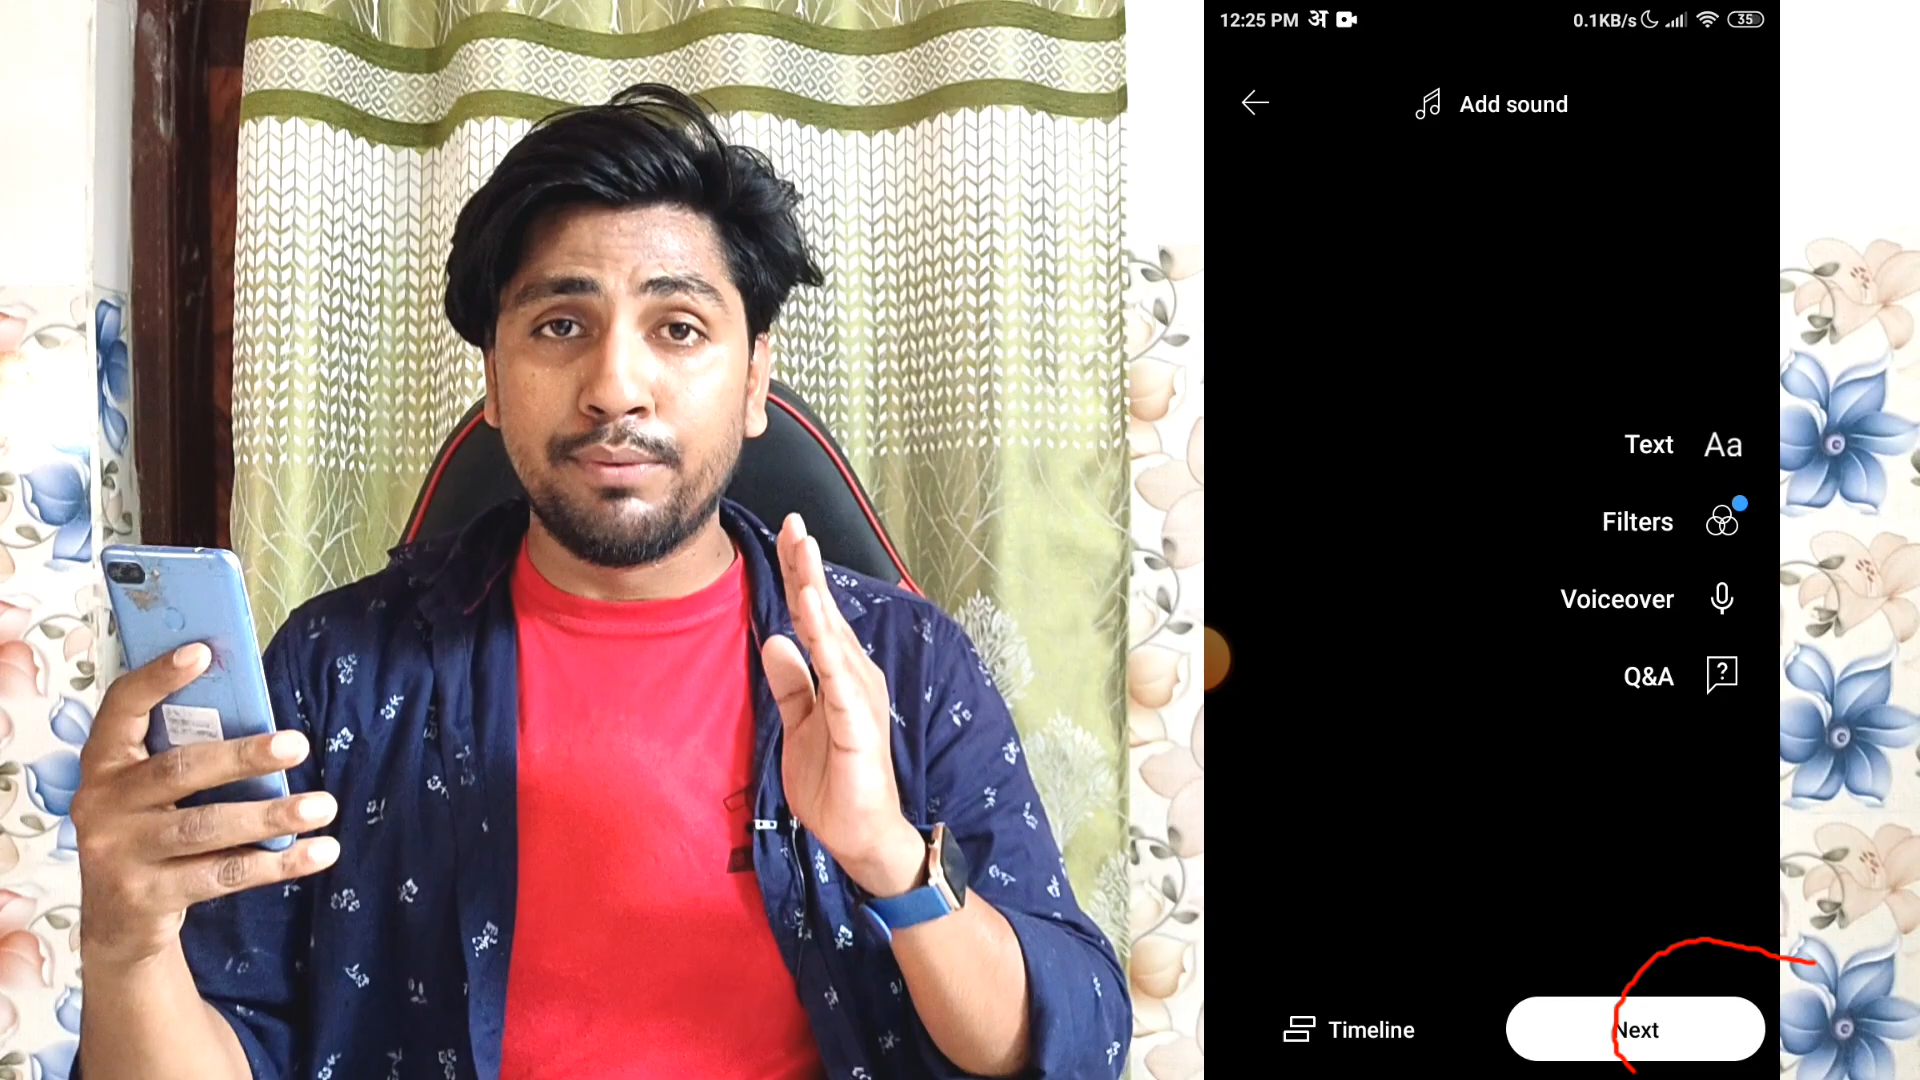 12:25 PM अ 0.1KB/s 35
Add sound
Text Aa
Filters
Voiceover
Q&A ?
Timeline Next